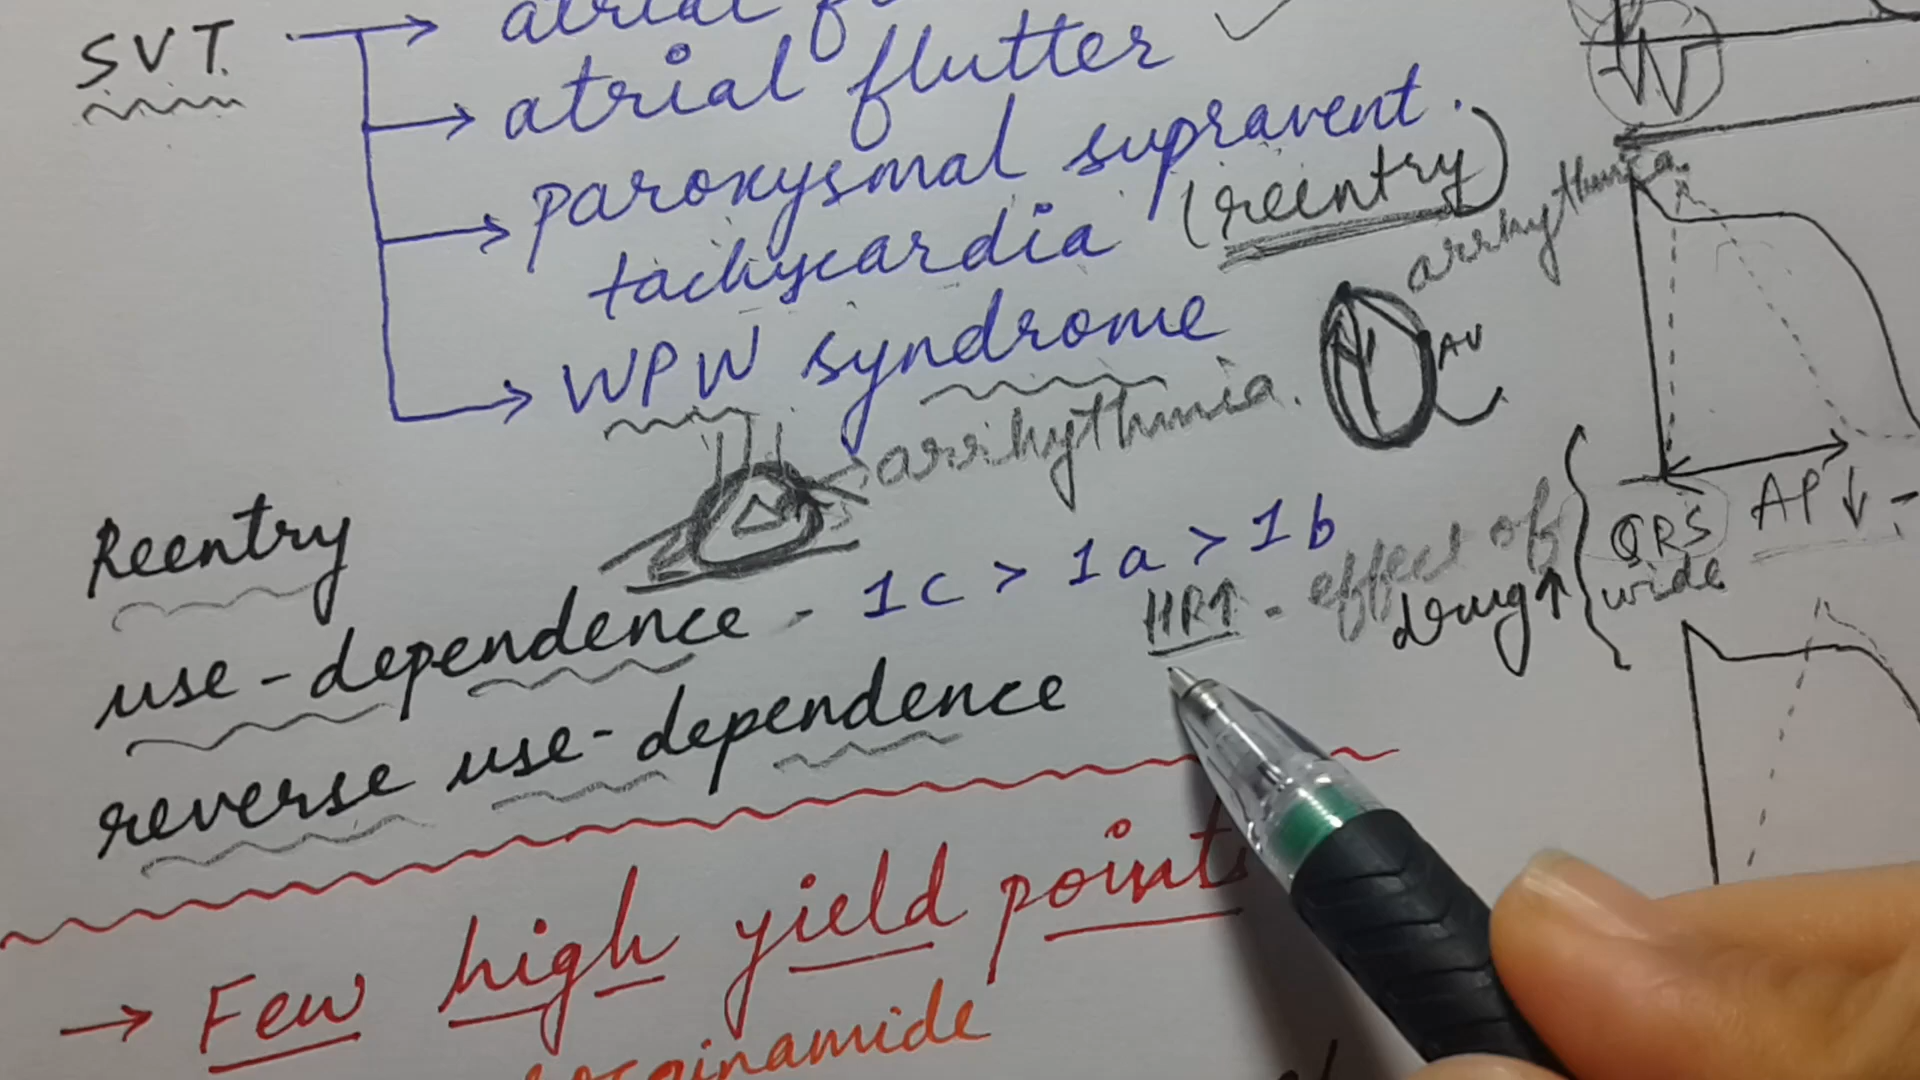 SVT → atrial
→ atrial flutter
→ paroxysmal supravent.
tachycardia (reentry)
→ WPW syndrome
arrhythmia
AV
arrhythmia.
Reentry
use-dependence - 1c > 1a > 1b
HR↑ - effect of
drug↑
reverse use-dependence
QRS
wide
AP↓ -
→ Few high yield points